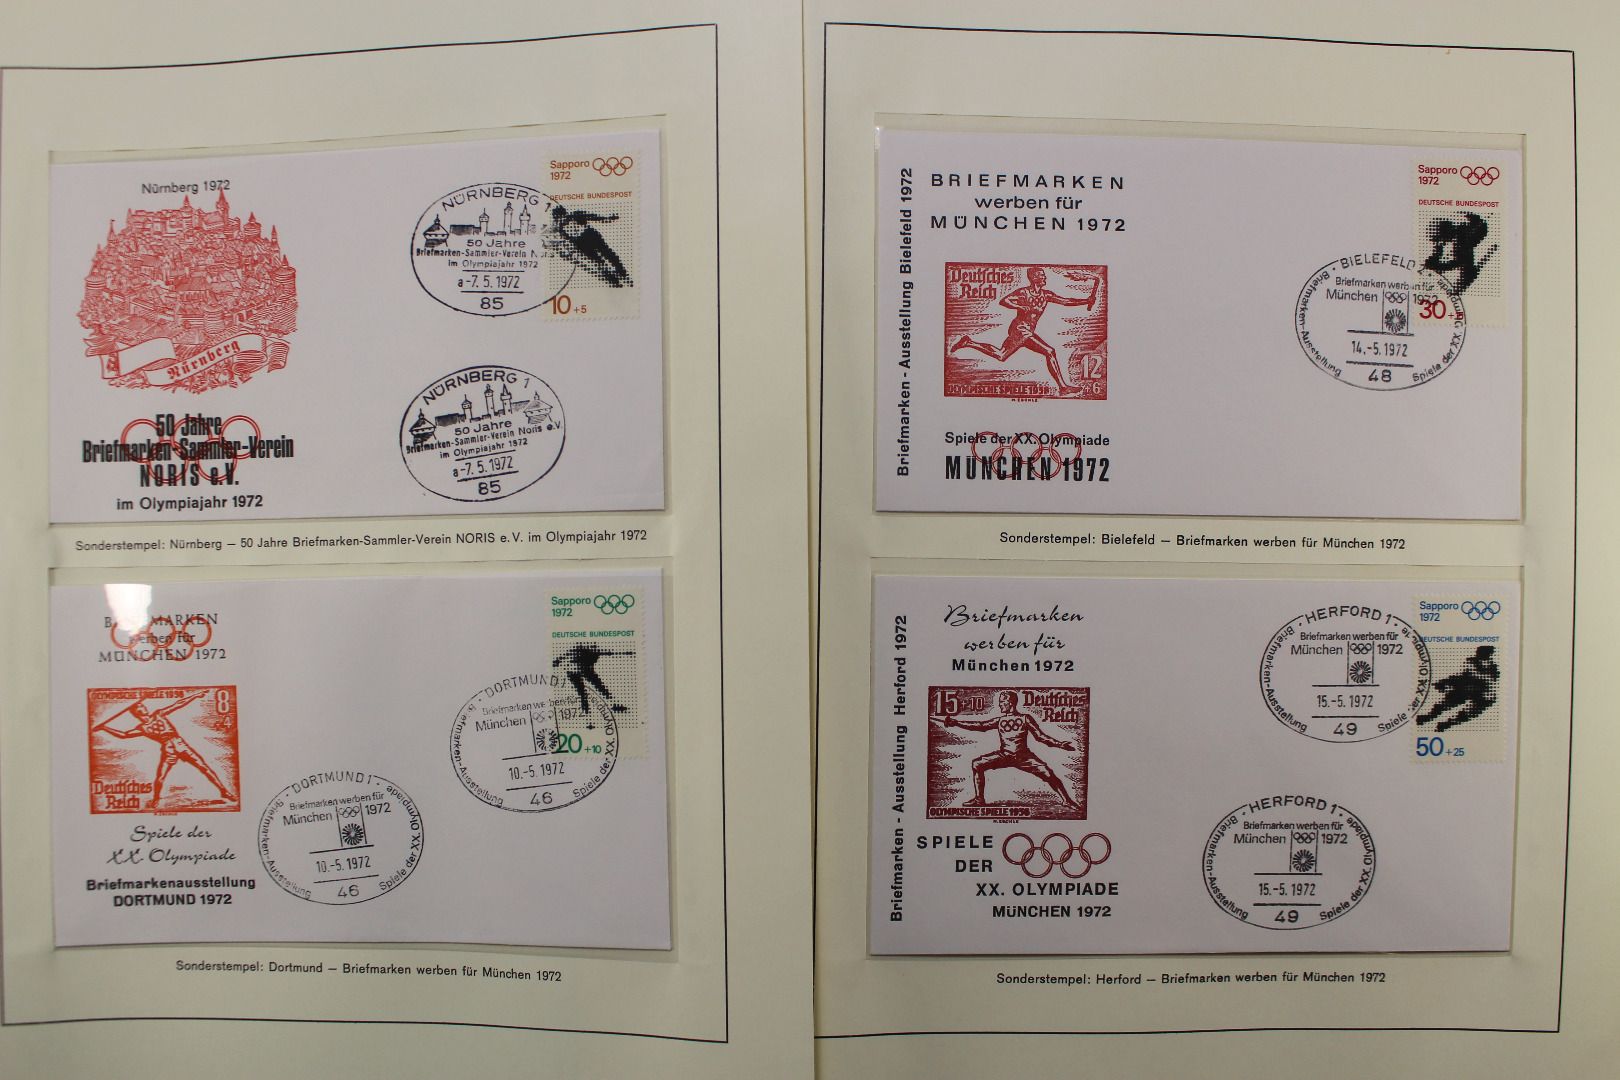 Nürnberg 1972
Nürnberg
50 Jahre
Briefmarken-Sammler-Verein
NORIS e.V.
im Olympiajahr 1972
NÜRNBERG 1
50 Jahre
Briefmarken-Sammler-Verein
im Olympiajahr 1972
a-7. 5. 1972
85
Sapporo
1972
DEUTSCHE BUNDESPOST
10 +5
NÜRNBERG 1
50 Jahre
Briefmarken-Sammler-Verein Noris e.V.
im Olympiajahr 1972
a-7. 5. 1972
85
Sonderstempel: Nürnberg — 50 Jahre Briefmarken-Sammler-Verein NORIS e. V. im Olympiajahr 1972
werben für
MÜNCHEN 1972
OLYMPISCHE SPIELE 1936
8
+4
Deutsches
Reich
Spiele der
XX. Olympiade
Briefmarkenausstellung
DORTMUND 1972
DORTMUND 1
Briefmarken werben für
München 1972
10.-5. 1972
46
Briefmarken-Ausstellung
Spiele der XX. Olympiade
DORTMUND 1
Briefmarken werben für
München 1972
10.-5. 1972
46
Briefmarken-Ausstellung
Spiele der XX. Olympiade
Sapporo
1972
DEUTSCHE BUNDESPOST
20 +10
Sonderstempel: Dortmund — Briefmarken werben für München 1972
Briefmarken-Ausstellung Bielefeld 1972
BRIEFMARKEN
werben für
MÜNCHEN 1972
Deutsches
Reich
12
+6
OLYMPISCHE SPIELE 1936
Spiele der XX. Olympiade
MÜNCHEN 1972
BIELEFELD 2
Briefmarken werben für
München 1972
14.-5. 1972
48
Briefmarken-Ausstellung
Spiele der XX. Olympiade
Sapporo
1972
DEUTSCHE BUNDESPOST
30
Sonderstempel: Bielefeld — Briefmarken werben für München 1972
Briefmarken - Ausstellung Herford 1972
Briefmarken
werben für
München 1972
15+10
Deutsches
Reich
OLYMPISCHE SPIELE 1936
SPIELE
DER
XX. OLYMPIADE
MÜNCHEN 1972
HERFORD 1
Briefmarken werben für
München 1972
15.-5. 1972
49
Briefmarken-Ausstellung
Spiele der XX. Olympiade
Sapporo
1972
DEUTSCHE BUNDESPOST
50 +25
HERFORD 1
Briefmarken werben für
München 1972
15.-5. 1972
49
Briefmarken-Ausstellung
Spiele der XX. Olympiade
Sonderstempel: Herford — Briefmarken werben für München 1972